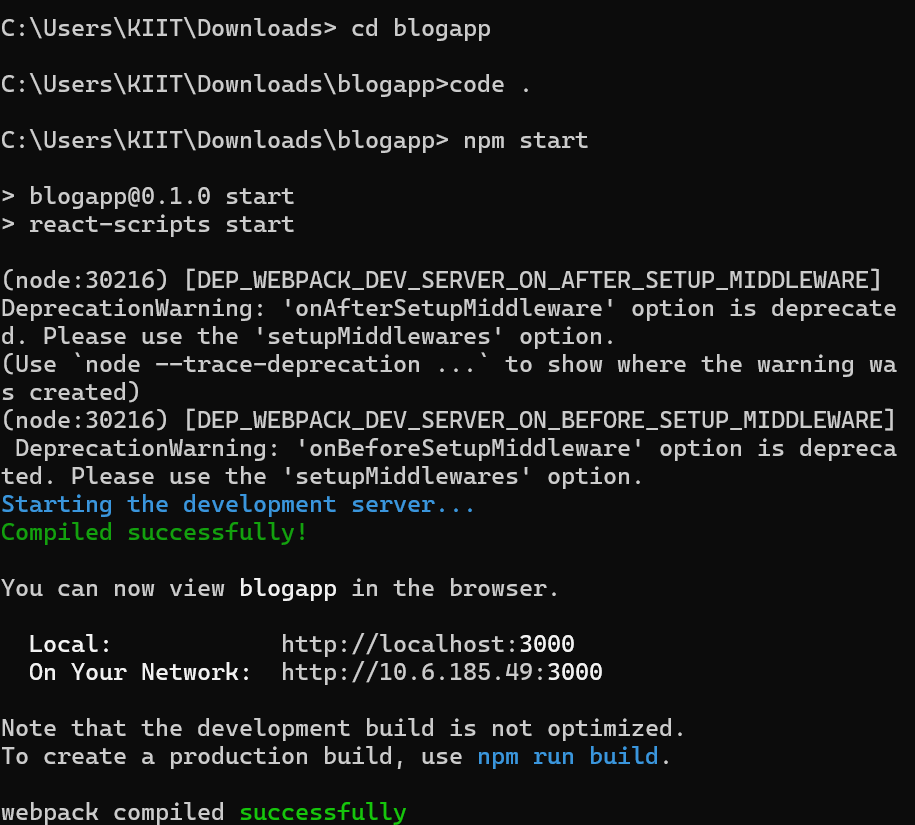 C:\Users\KIIT\Downloads> cd blogapp
C:\Users\KIIT\Downloads\blogapp>code .
C:\Users\KIIT\Downloads\blogapp> npm start
> blogapp@0.1.0 start
> react-scripts start
(node:30216) [DEP_WEBPACK_DEV_SERVER_ON_AFTER_SETUP_MIDDLEWARE]
DeprecationWarning: 'onAfterSetupMiddleware' option is deprecate
d. Please use the 'setupMiddlewares' option.
(Use `node --trace-deprecation ...` to show where the warning wa
s created)
(node:30216) [DEP_WEBPACK_DEV_SERVER_ON_BEFORE_SETUP_MIDDLEWARE]
 DeprecationWarning: 'onBeforeSetupMiddleware' option is depreca
ted. Please use the 'setupMiddlewares' option.
Starting the development server...
Compiled successfully!
You can now view blogapp in the browser.
  Local:            http://localhost:3000
  On Your Network:  http://10.6.185.49:3000
Note that the development build is not optimized.
To create a production build, use npm run build.
webpack compiled successfully